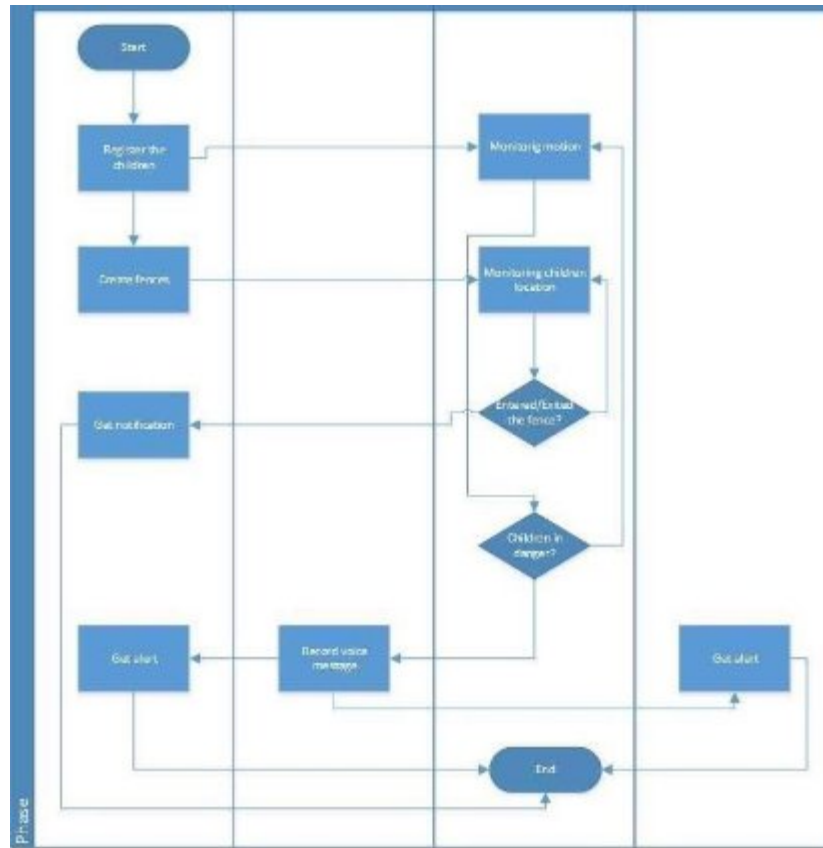 Start
Register the
children
Monitorig motion
Create fences
Monitoring children
location
Get notification
Entered/Exited
the fence?
Children in
danger?
Get alert
Record voice
message
Get alert
End
Phase